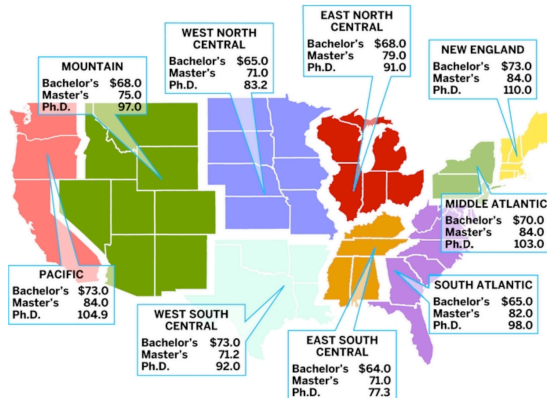 WEST NORTH
CENTRAL
Bachelor's $65.0
Master's 71.0
Ph.D. 83.2
EAST NORTH
CENTRAL
Bachelor's $68.0
Master's 79.0
Ph.D. 91.0
MOUNTAIN
Bachelor's $68.0
Master's 75.0
Ph.D. 97.0
NEW ENGLAND
Bachelor's $73.0
Master's 84.0
Ph.D. 110.0
MIDDLE ATLANTIC
Bachelor's $70.0
Master's 84.0
Ph.D. 103.0
PACIFIC
Bachelor's $73.0
Master's 84.0
Ph.D. 104.9
WEST SOUTH
CENTRAL
Bachelor's $73.0
Master's 71.2
Ph.D. 92.0
EAST SOUTH
CENTRAL
Bachelor's $64.0
Master's 71.0
Ph.D. 77.3
SOUTH ATLANTIC
Bachelor's $65.0
Master's 82.0
Ph.D. 98.0